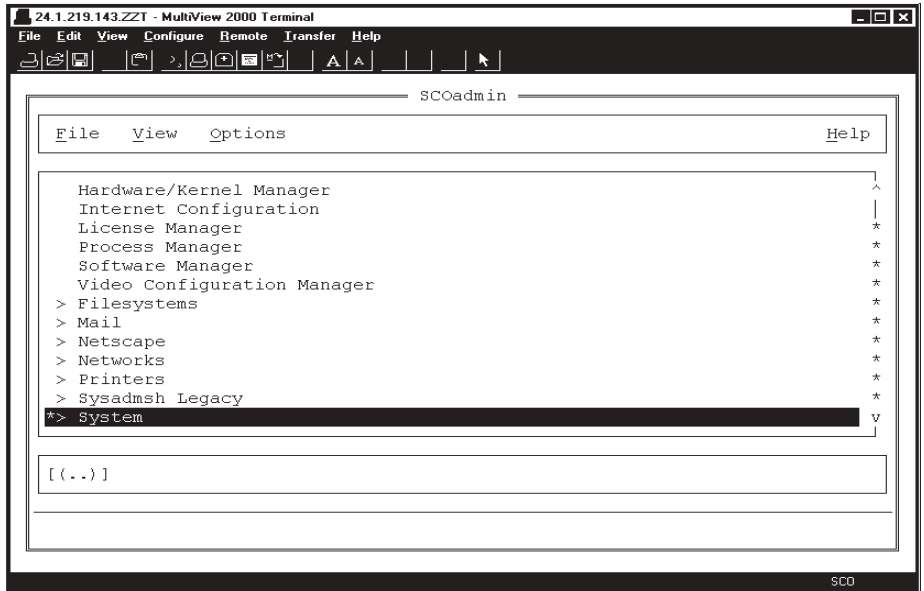 24.1.219.143.ZZT - MultiView 2000 Terminal
File Edit View Configure Remote Transfer Help
A A
SCOadmin
File View Options Help
Hardware/Kernel Manager
Internet Configuration
License Manager
Process Manager
Software Manager
Video Configuration Manager
> Filesystems
> Mail
> Netscape
> Networks
> Printers
> Sysadmsh Legacy
*> System
[(..)]
SCO